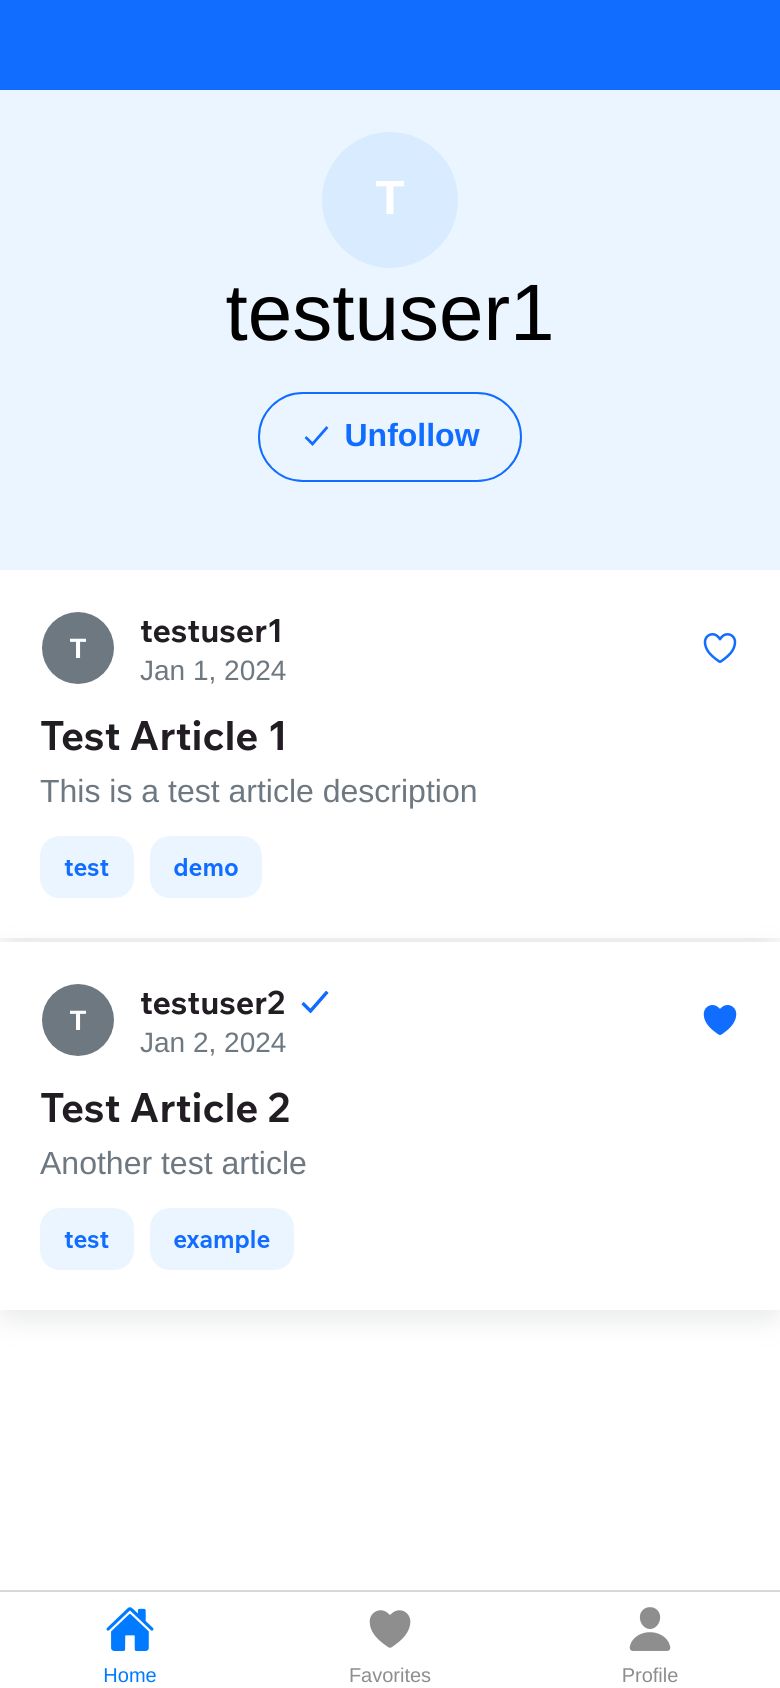 T
testuser1
Unfollow
T
testuser1
Jan 1, 2024
Test Article 1
This is a test article description
test demo
T
testuser2
Jan 2, 2024
Test Article 2
Another test article
test example
Home Favorites Profile